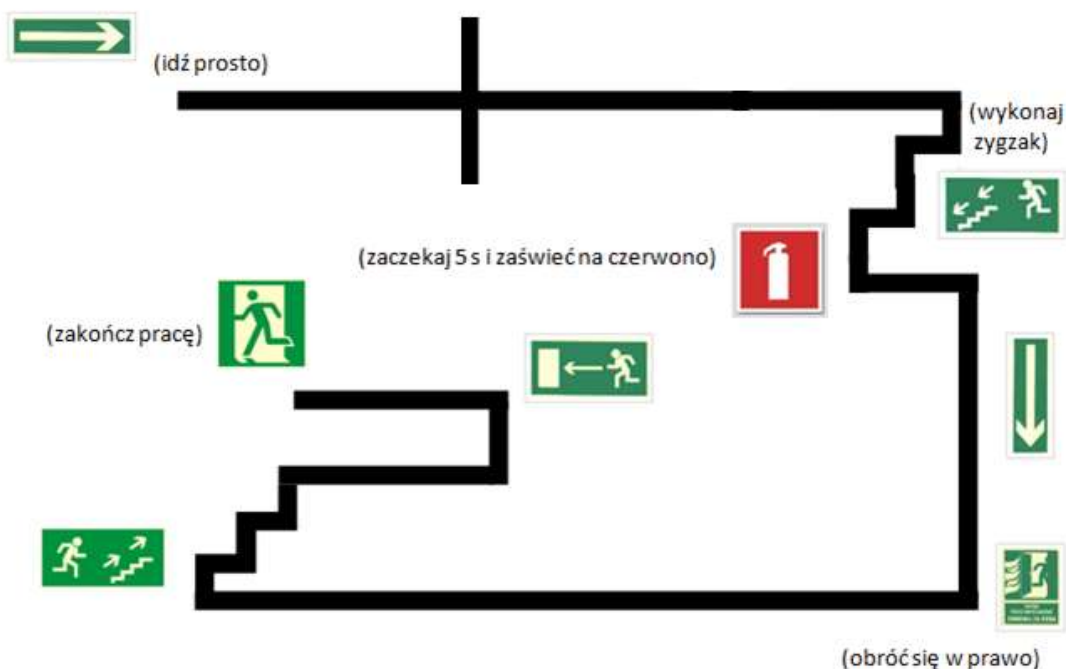 (idź prosto)
(wykonaj
zygzak)
(zaczekaj 5 s i zaświeć na czerwono)
(zakończ pracę)
(obróć się w prawo)